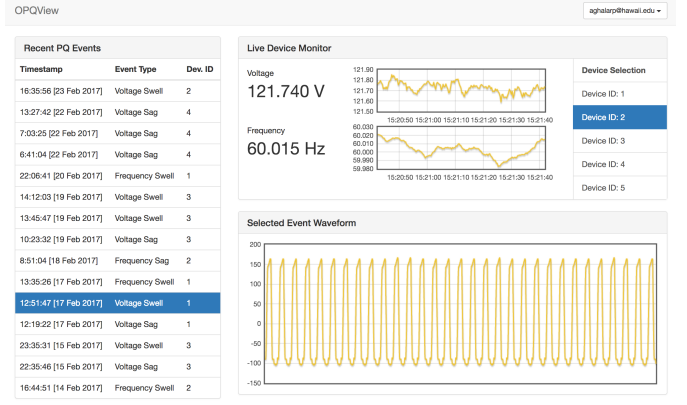 OPQView
aghalarp@hawaii.edu
Recent PQ Events
Timestamp Event Type Dev. ID
16:35:56 [23 Feb 2017] Voltage Swell 2
13:27:42 [22 Feb 2017] Voltage Sag 4
7:03:25 [22 Feb 2017] Voltage Sag 4
6:41:04 [22 Feb 2017] Voltage Sag 4
22:06:41 [20 Feb 2017] Frequency Swell 1
14:12:03 [19 Feb 2017] Voltage Swell 3
13:45:47 [19 Feb 2017] Voltage Swell 3
10:23:32 [19 Feb 2017] Voltage Sag 3
8:51:04 [18 Feb 2017] Frequency Sag 2
13:35:26 [17 Feb 2017] Frequency Swell 1
12:51:47 [17 Feb 2017] Voltage Swell 1
12:19:22 [17 Feb 2017] Voltage Sag 1
23:35:31 [15 Feb 2017] Voltage Swell 3
22:35:46 [15 Feb 2017] Voltage Sag 3
16:44:51 [14 Feb 2017] Frequency Swell 2
Live Device Monitor
Voltage
121.740 V
121.90
121.80
121.70
121.60
121.50
15:20:50 15:21:00 15:21:10 15:21:20 15:21:30 15:21:40
Frequency
60.015 Hz
60.030
60.020
60.010
60.000
59.990
59.980
15:20:50 15:21:00 15:21:10 15:21:20 15:21:30 15:21:40
Device Selection
Device ID: 1
Device ID: 2
Device ID: 3
Device ID: 4
Device ID: 5
Selected Event Waveform
200
150
100
50
0
-50
-100
-150